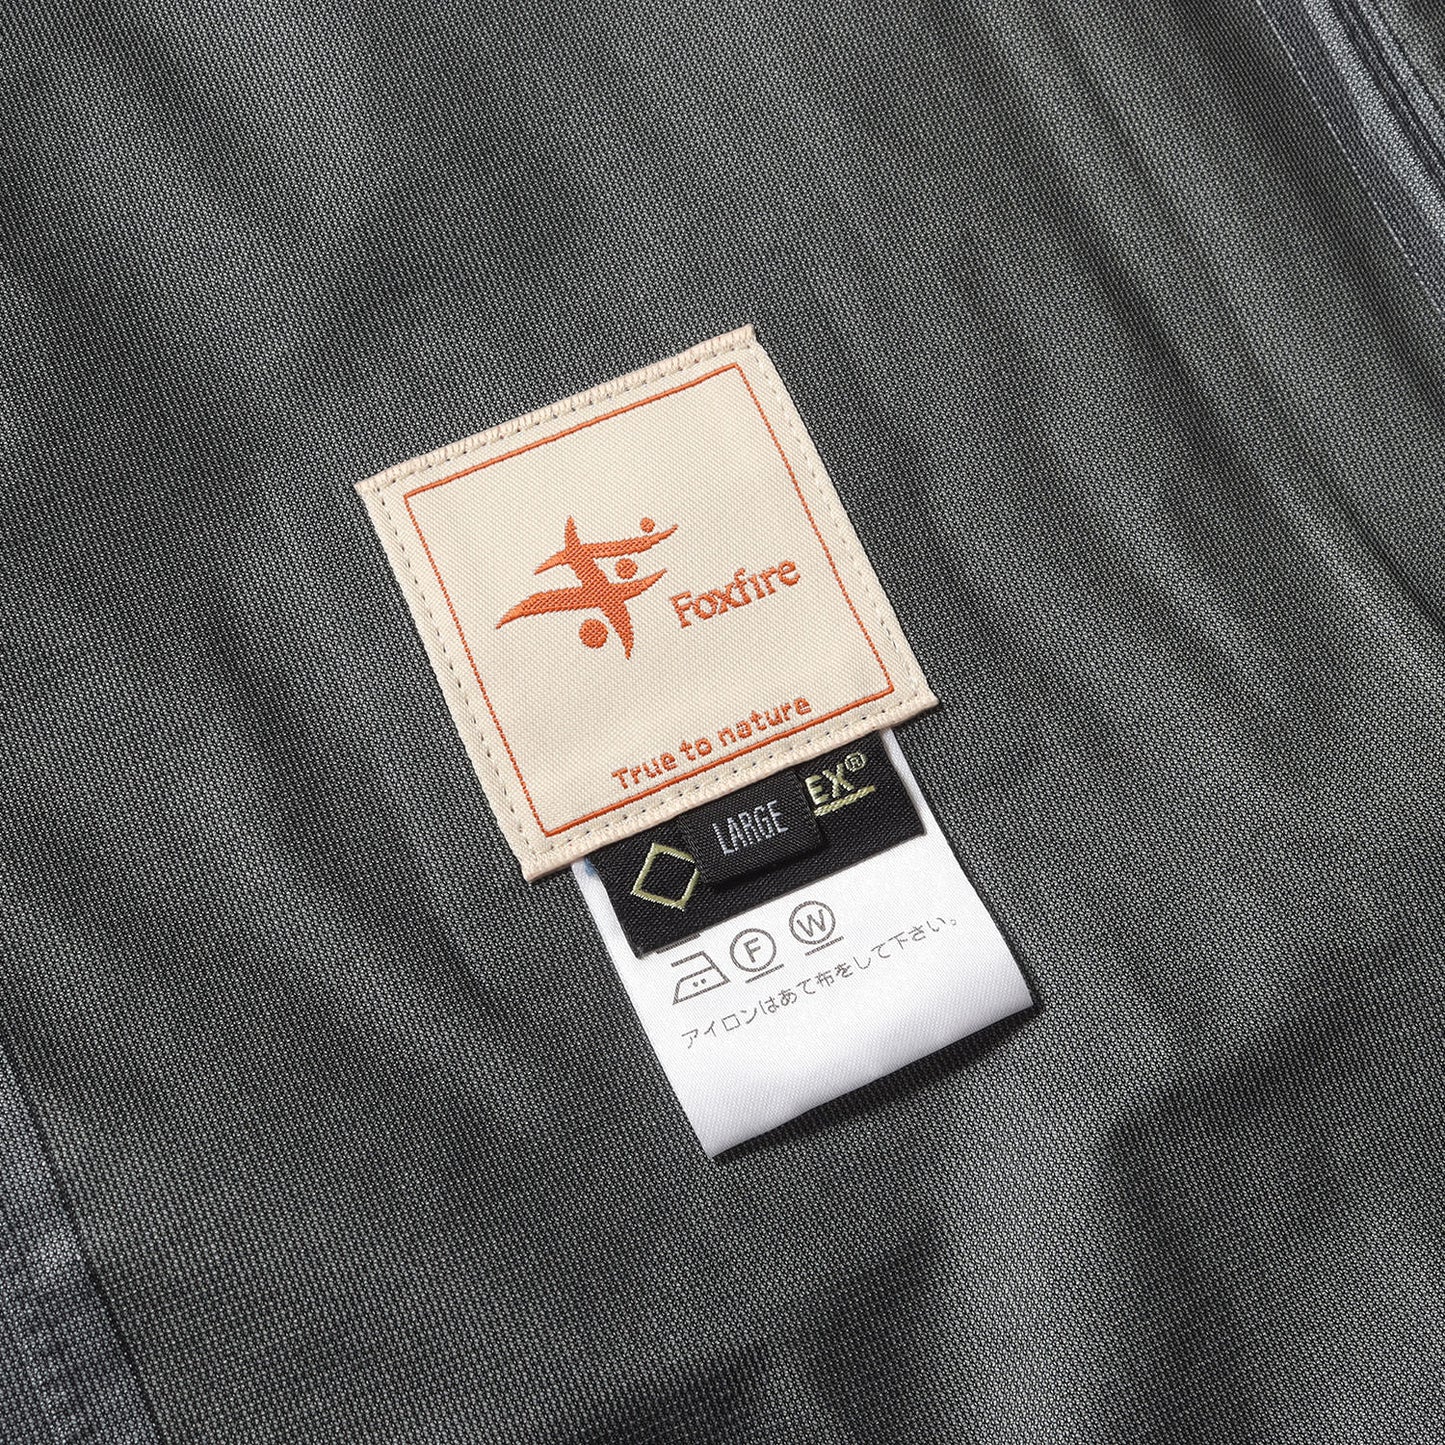 Foxfire
True to nature
EX®
LARGE
F W
アイロンはあて布をして下さい。